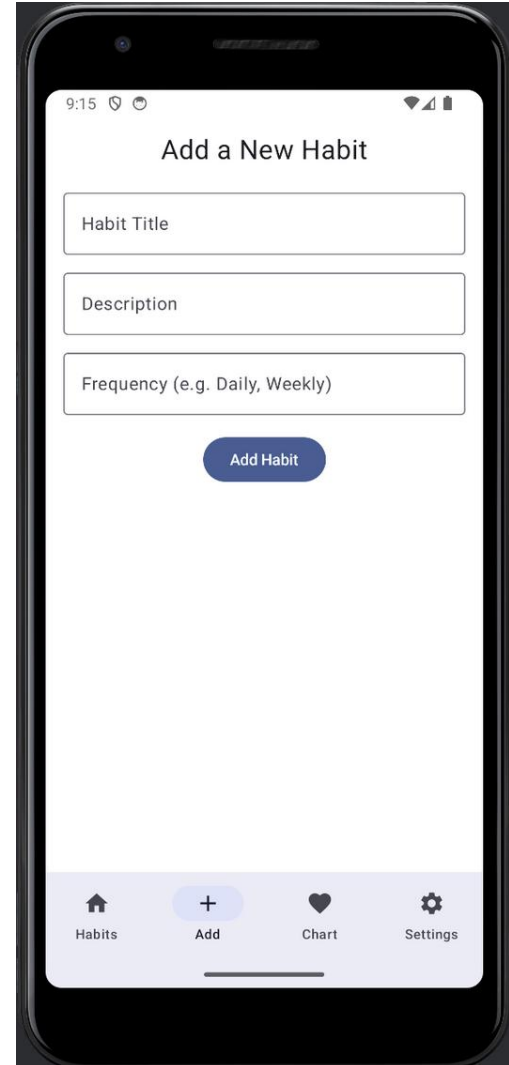 9:15
Add a New Habit
Habit Title
Description
Frequency (e.g. Daily, Weekly)
Add Habit
Habits Add Chart Settings